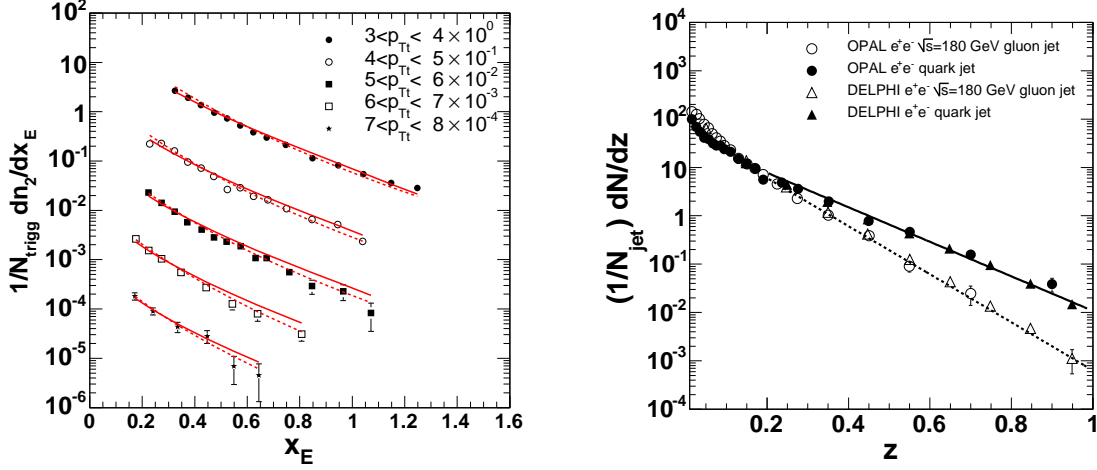 10²
10
1
10⁻¹
10⁻²
10⁻³
10⁻⁴
10⁻⁵
10⁻⁶
1/N_trigg dn₂/dx_E
3<p_Tt< 4 × 10⁰
4<p_Tt< 5 × 10⁻¹
5<p_Tt< 6 × 10⁻²
6<p_Tt< 7 × 10⁻³
7<p_Tt< 8 × 10⁻⁴
0 0.2 0.4 0.6 0.8 1 1.2 1.4 1.6
x_E
10⁴
10³
10²
10
1
10⁻¹
10⁻²
10⁻³
10⁻⁴
(1/N_jet) dN/dz
OPAL e⁺e⁻ √s=180 GeV gluon jet
OPAL e⁺e⁻ quark jet
DELPHI e⁺e⁻ √s=180 GeV gluon jet
DELPHI e⁺e⁻ quark jet
0.2 0.4 0.6 0.8 1
z